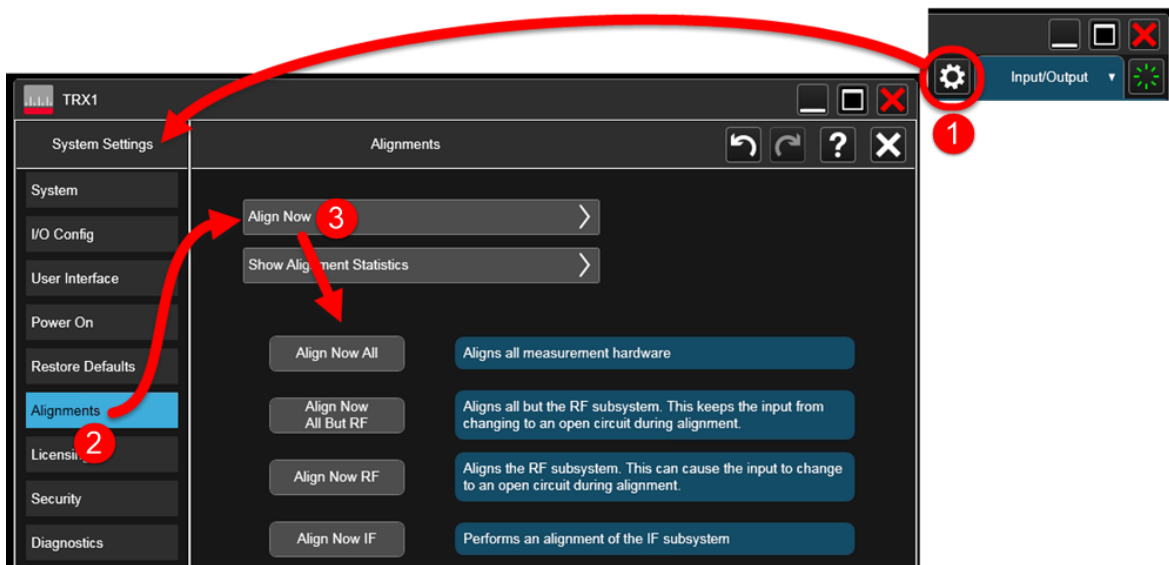 Input/Output
1
TRX1
System Settings
Alignments
?
System
I/O Config
User Interface
Power On
Restore Defaults
Alignments
2
Licensing
Security
Diagnostics
Align Now
3
Show Alignment Statistics
Align Now All
Aligns all measurement hardware
Align Now
All But RF
Aligns all but the RF subsystem. This keeps the input from
changing to an open circuit during alignment.
Align Now RF
Aligns the RF subsystem. This can cause the input to change
to an open circuit during alignment.
Align Now IF
Performs an alignment of the IF subsystem